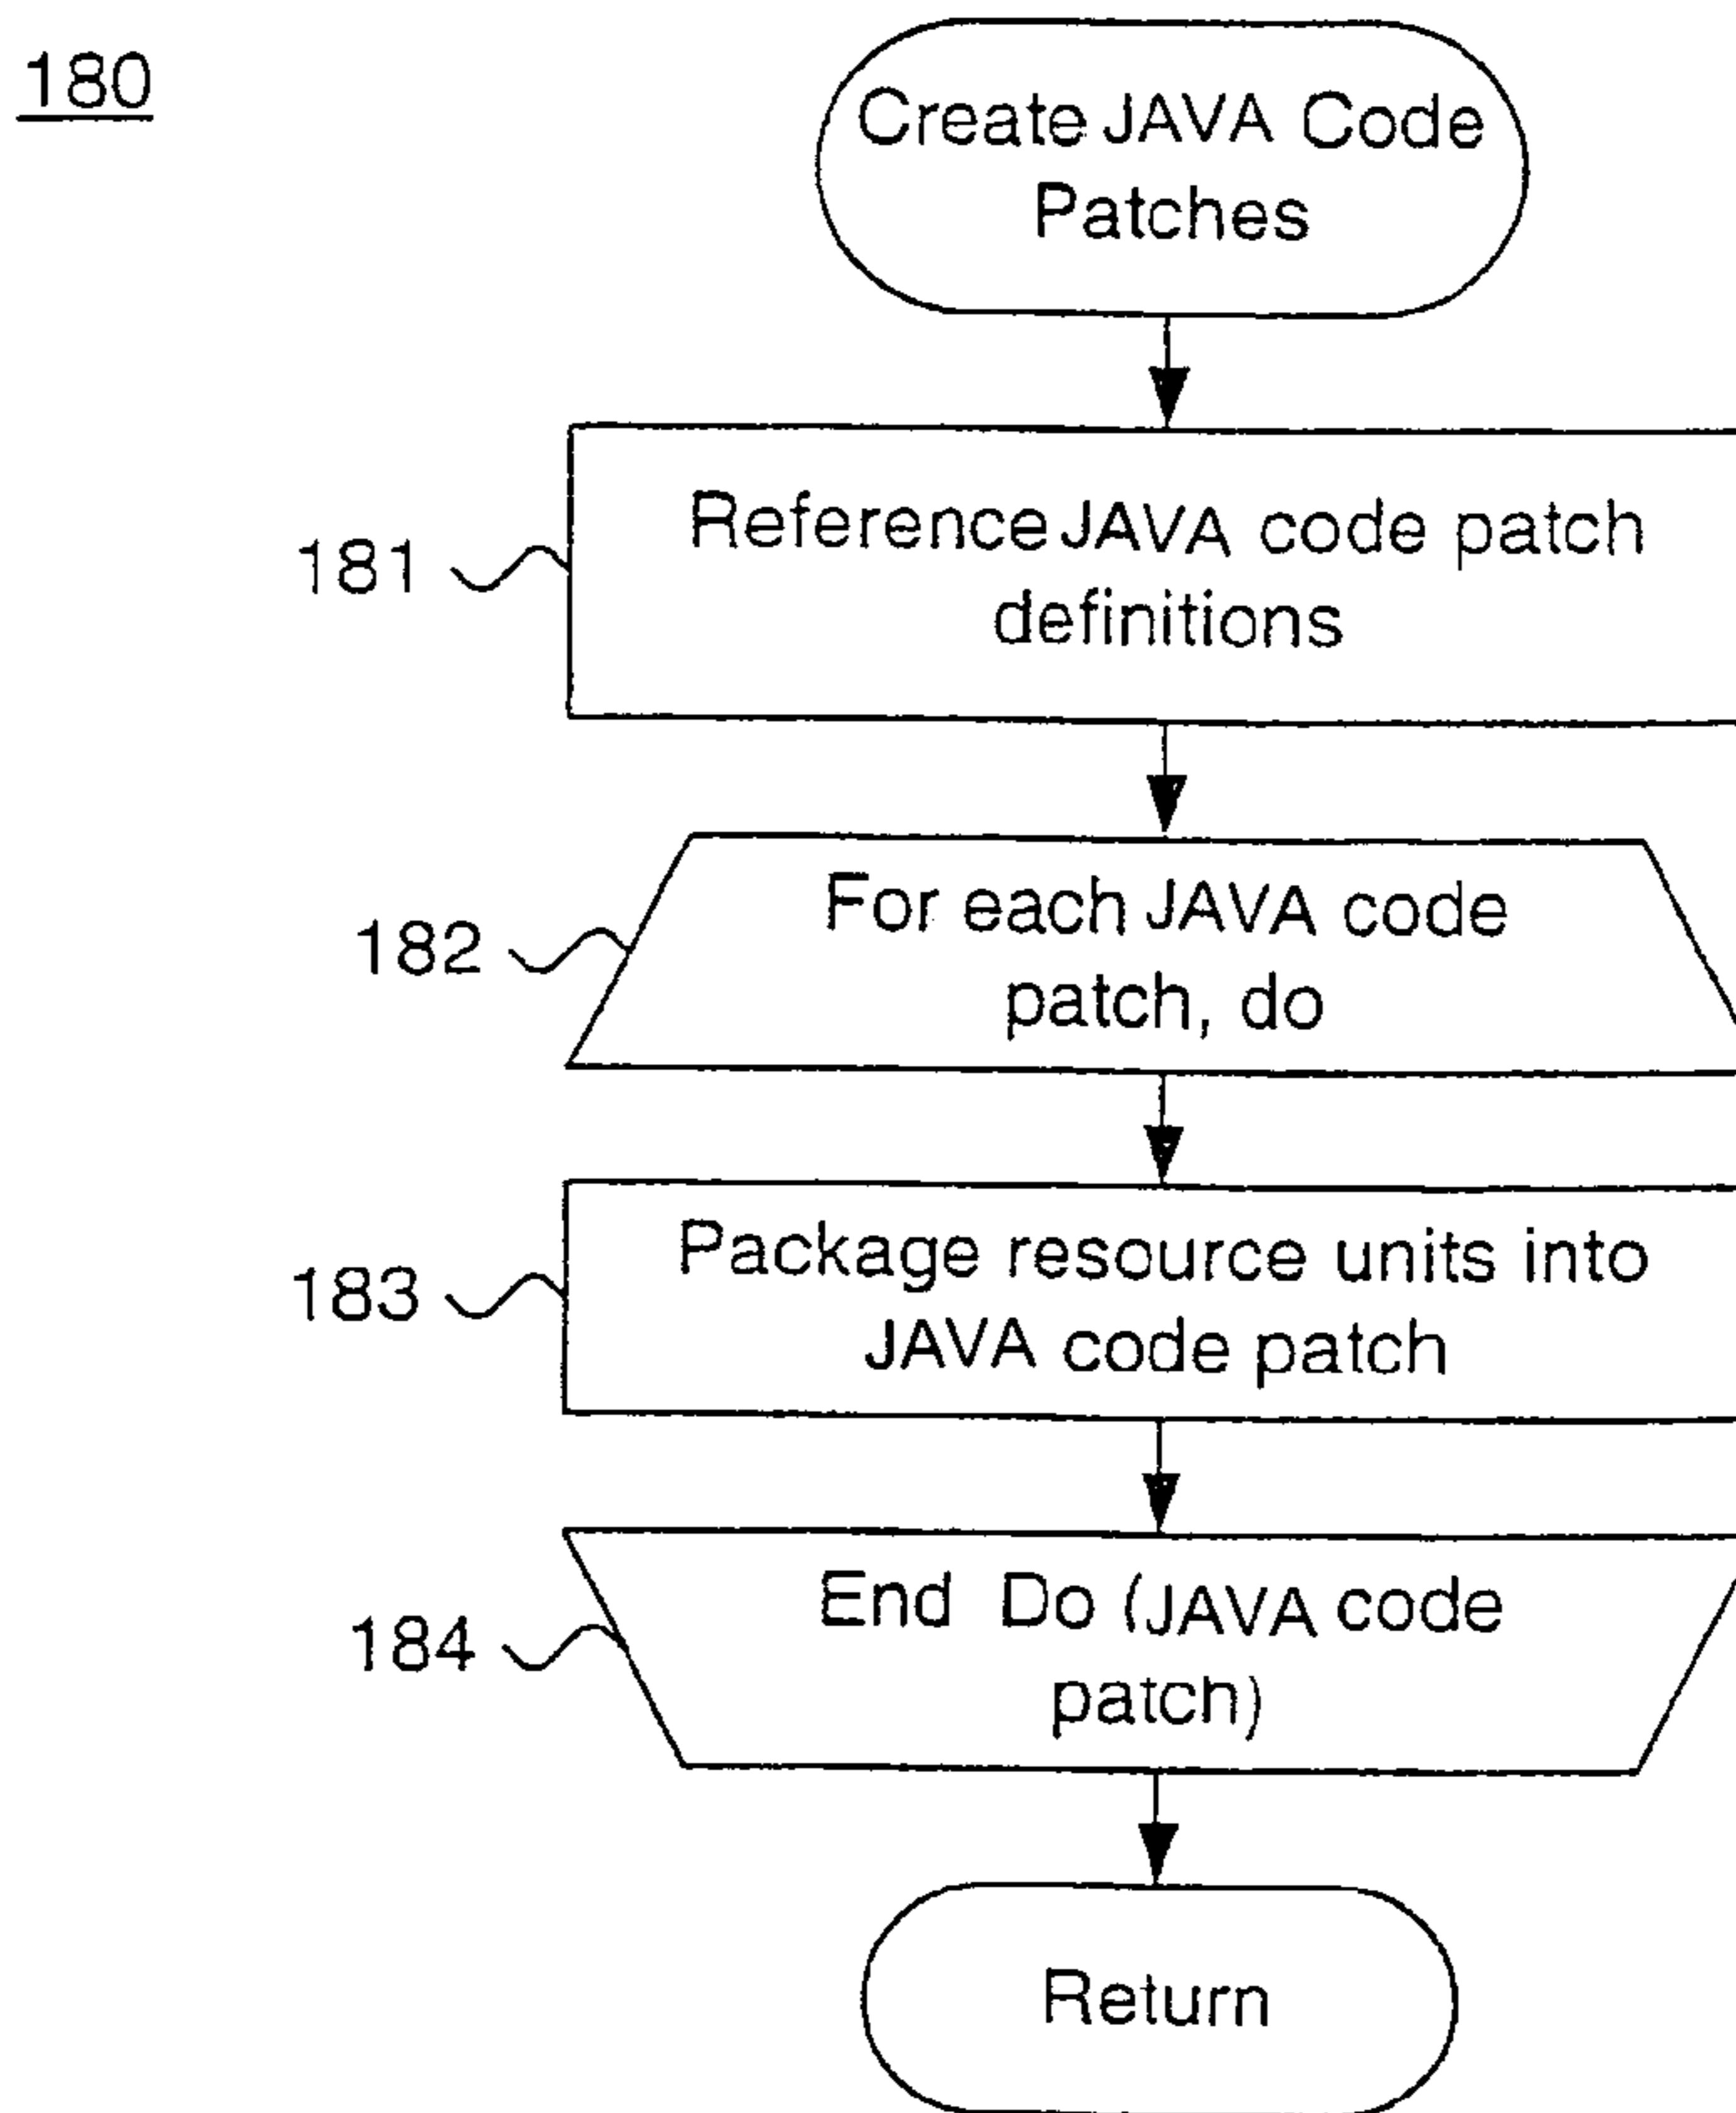 180
Create JAVA Code
Patches
Reference JAVA code patch
definitions
181
For each JAVA code
patch, do
182
Package resource units into
JAVA code patch
183
End Do (JAVA code
patch)
184
Return